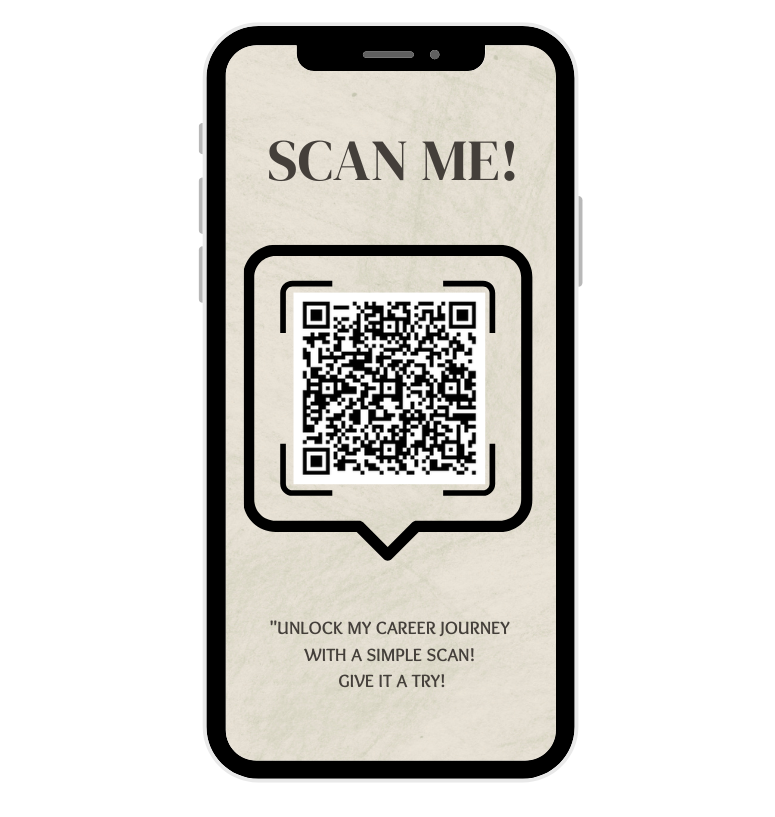 SCAN ME!
"UNLOCK MY CAREER JOURNEY
WITH A SIMPLE SCAN!
GIVE IT A TRY!